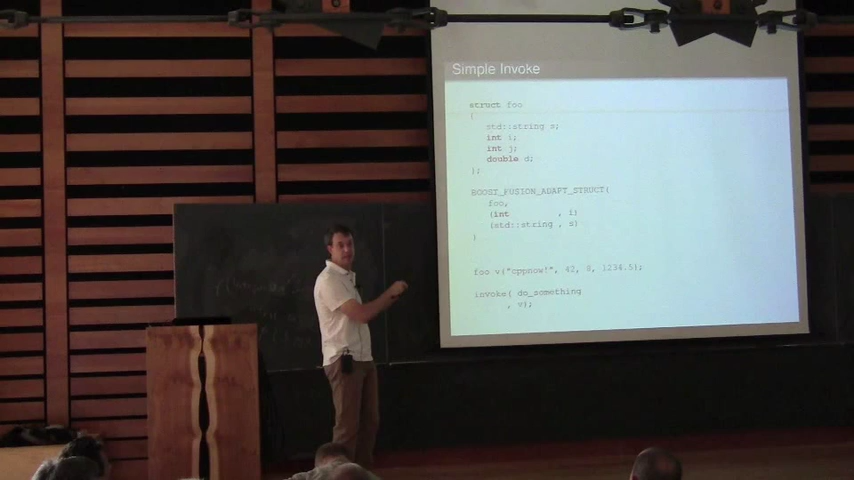 Simple Invoke
struct foo
{
std::string s;
int i;
int j;
double d;
};
BOOST_FUSION_ADAPT_STRUCT(
foo,
(int , i)
(std::string , s)
)
foo v("cppnow!", 42, 8, 1234.5);
invoke( do_something
, v);